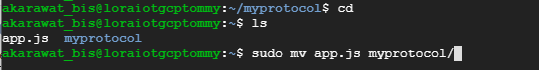 akarawat_bis@loraiotgcptommy:~/myprotocol$ cd
akarawat_bis@loraiotgcptommy:~$ ls
app.js  myprotocol
akarawat_bis@loraiotgcptommy:~$ sudo mv app.js myprotocol/